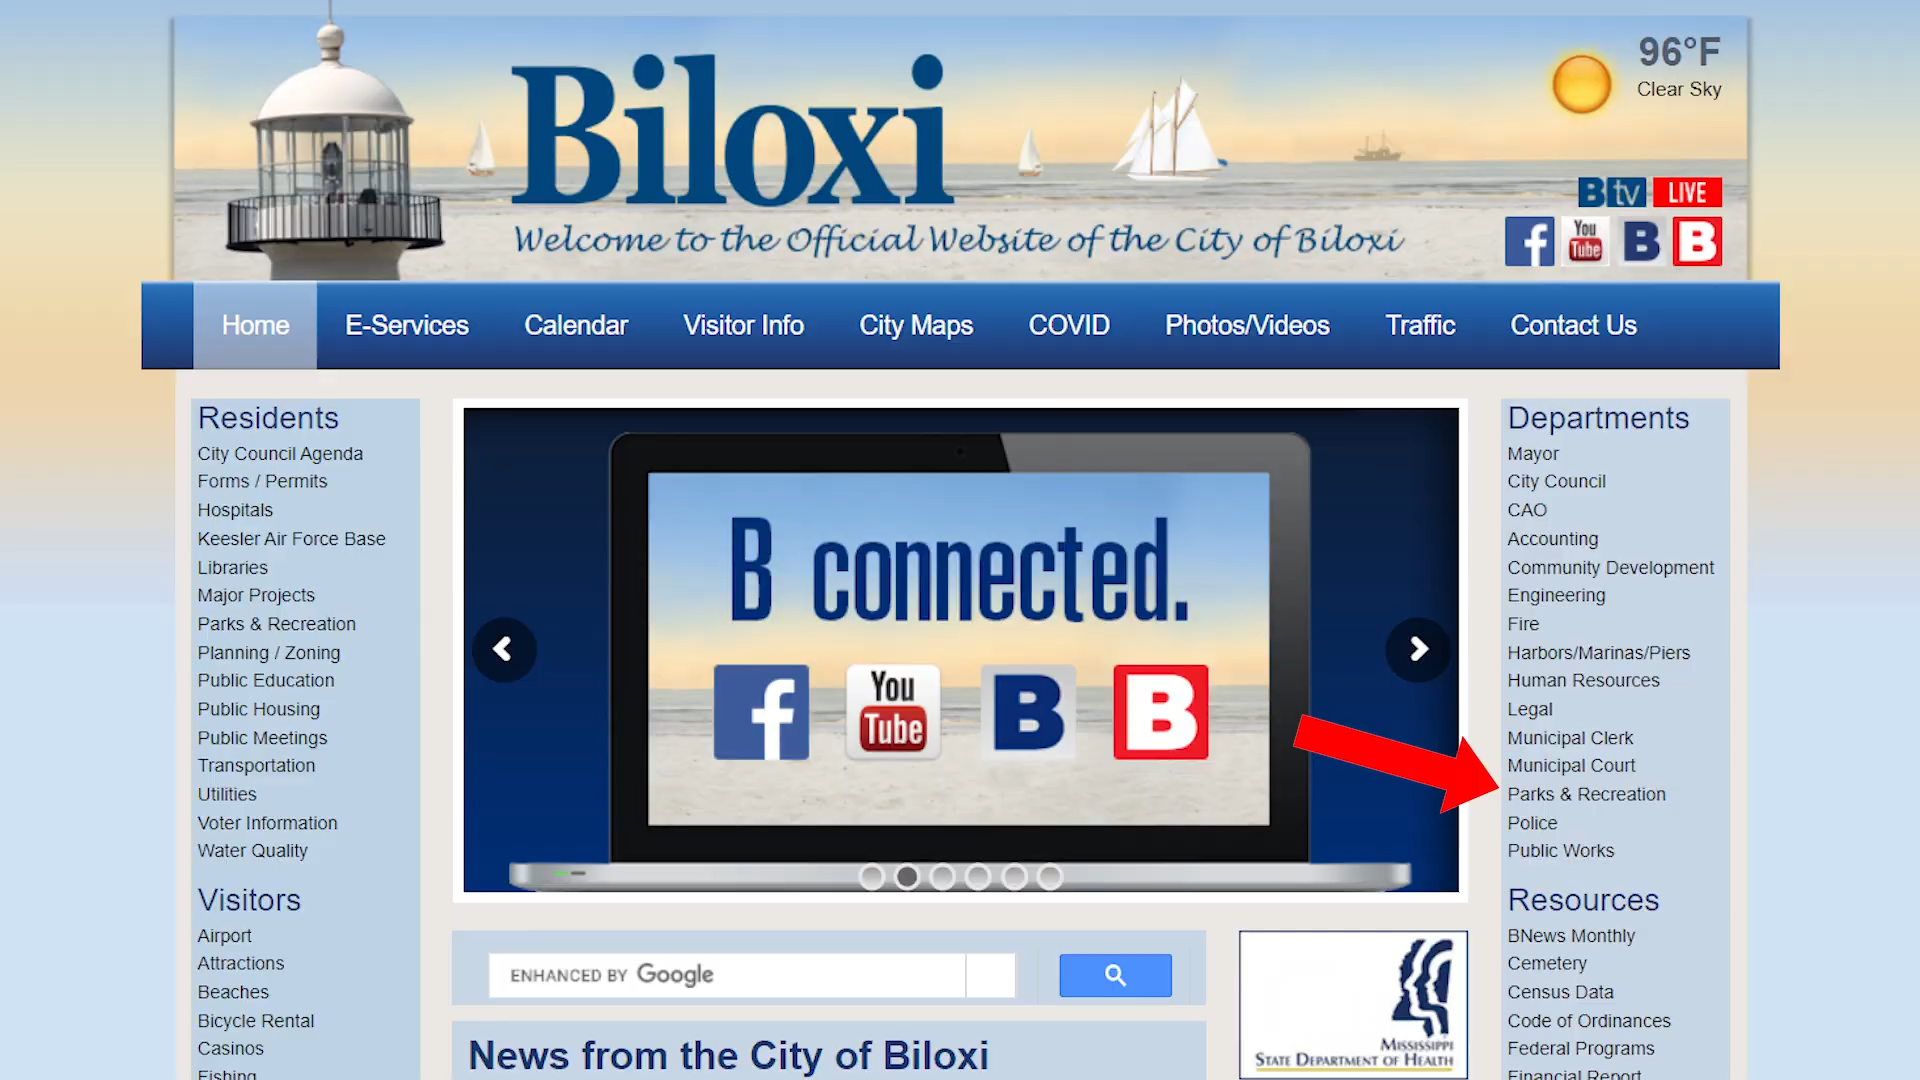 Biloxi
Welcome to the Official Website of the City of Biloxi
96°F
Clear Sky
Btv LIVE
f You Tube B B
Home E-Services Calendar Visitor Info City Maps COVID Photos/Videos Traffic Contact Us
Residents
City Council Agenda
Forms / Permits
Hospitals
Keesler Air Force Base
Libraries
Major Projects
Parks & Recreation
Planning / Zoning
Public Education
Public Housing
Public Meetings
Transportation
Utilities
Voter Information
Water Quality
Visitors
Airport
Attractions
Beaches
Bicycle Rental
Casinos
Fishing
B connected.
f You Tube B B
ENHANCED BY Google
News from the City of Biloxi
MISSISSIPPI
STATE DEPARTMENT OF HEALTH
Departments
Mayor
City Council
CAO
Accounting
Community Development
Engineering
Fire
Harbors/Marinas/Piers
Human Resources
Legal
Municipal Clerk
Municipal Court
Parks & Recreation
Police
Public Works
Resources
BNews Monthly
Cemetery
Census Data
Code of Ordinances
Federal Programs
Financial Report